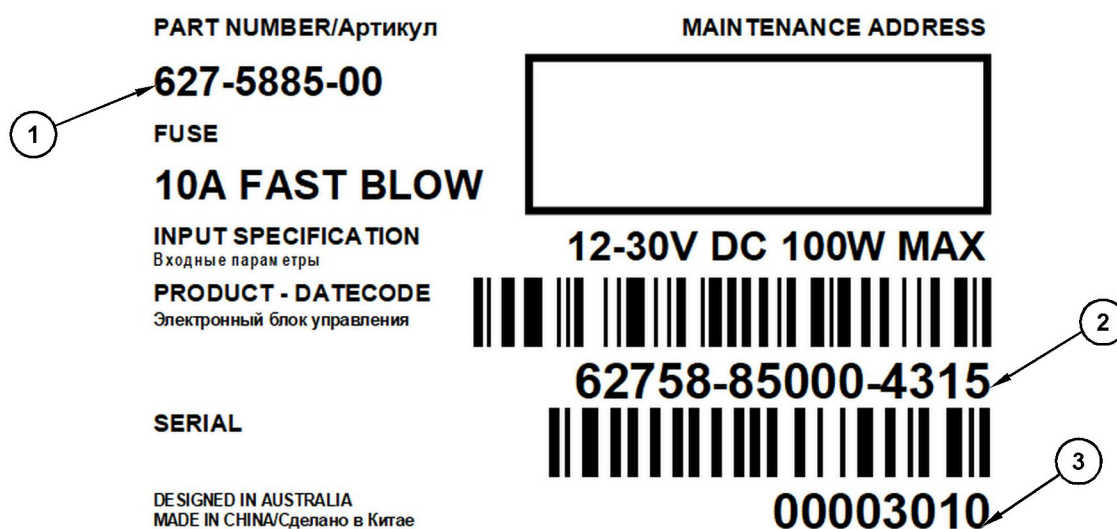 PART NUMBER/Артикул
MAINTENANCE ADDRESS
627-5885-00
1
FUSE
10A FAST BLOW
INPUT SPECIFICATION
12-30V DC 100W MAX
Входные параметры
PRODUCT - DATECODE
Электронный блок управления
2
62758-85000-4315
SERIAL
3
DESIGNED IN AUSTRALIA
00003010
MADE IN CHINA/Сделано в Китае